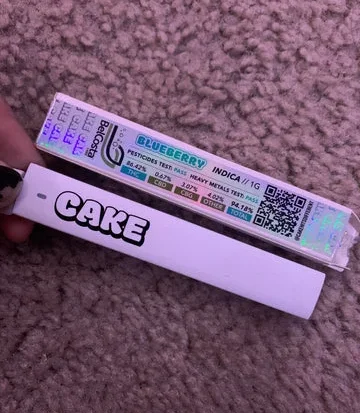 BelCosta
BLUEBERRY INDICA // 1G
PESTICIDES TEST: PASS HEAVY METALS TEST: PASS
86.42% 0.67% 3.07% 4.02% 94.18%
THC CBD CBG OTHER TOTAL
CAKE